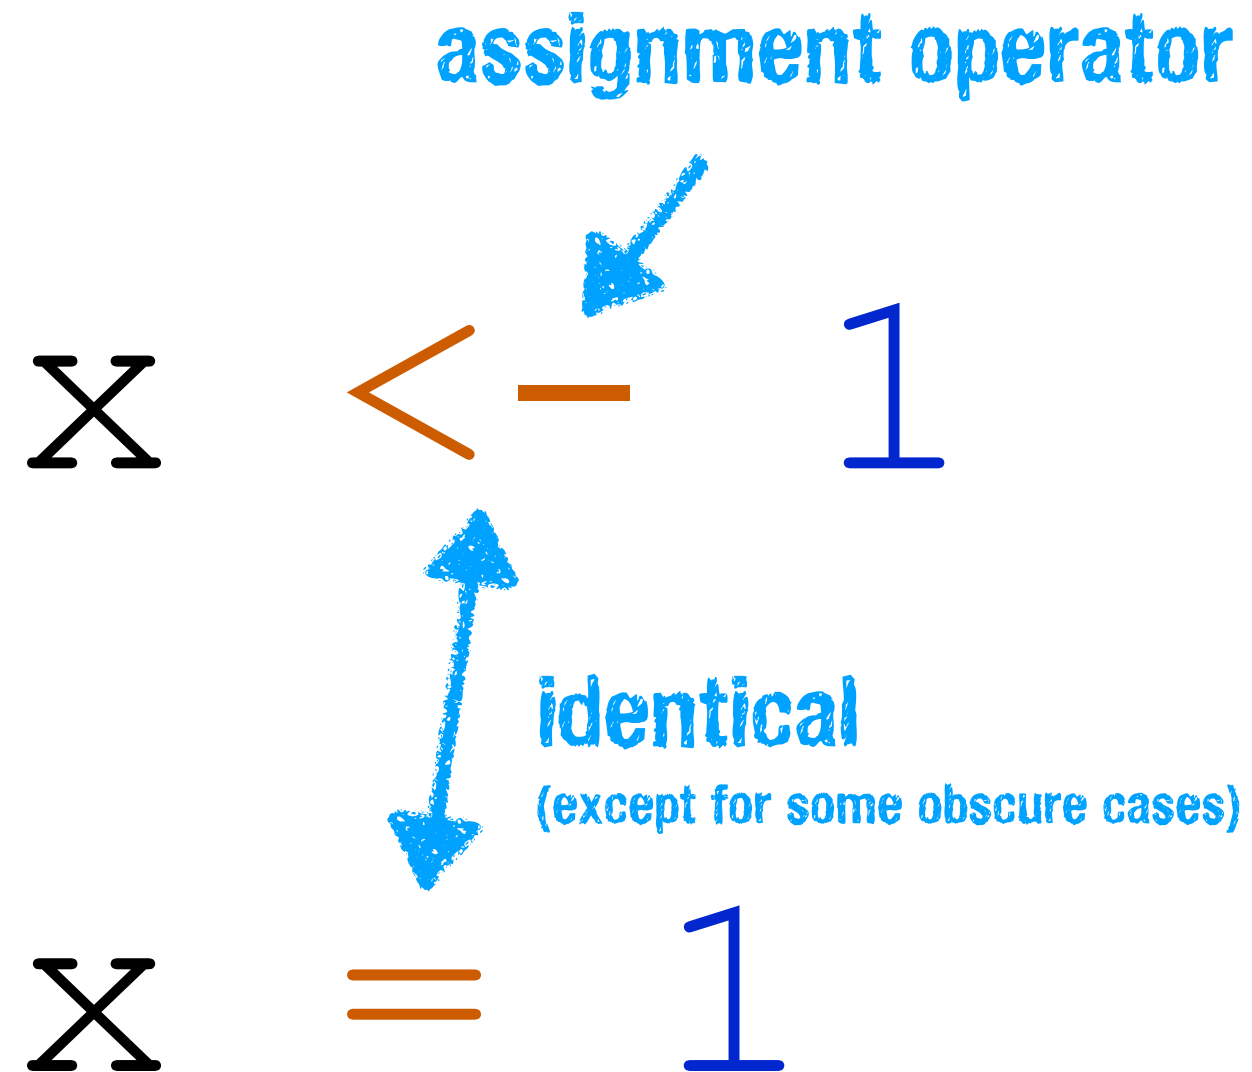 assignment operator
x <- 1
identical
(except for some obscure cases)
x = 1